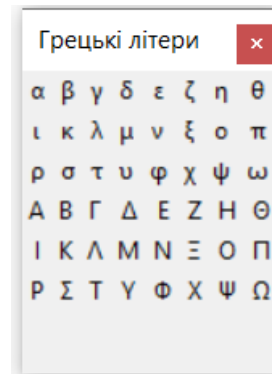 Грецькі літери
α β γ δ ε ζ η θ
ι κ λ μ ν ξ ο π
ρ σ τ υ φ χ ψ ω
Α Β Γ Δ Ε Ζ Η Θ
Ι Κ Λ Μ Ν Ξ Ο Π
Ρ Σ Τ Υ Φ Χ Ψ Ω